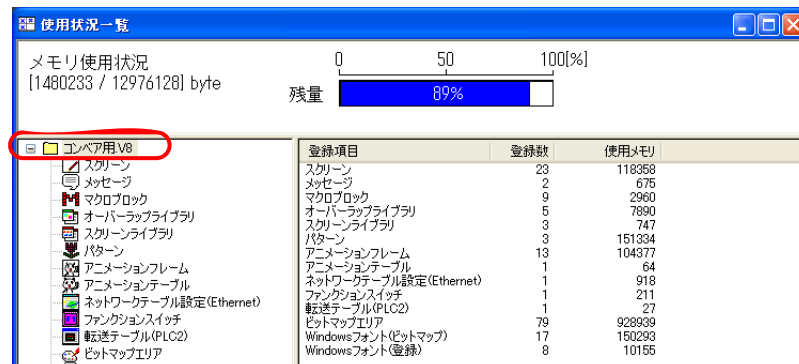 使用状況一覧
メモリ使用状況
[1480233 / 12976128] byte
0 50 100[%]
残量 89%
コンベア用.V8
スクリーン
メッセージ
マクロブロック
オーバーラップライブラリ
スクリーンライブラリ
パターン
アニメーションフレーム
アニメーションテーブル
ネットワークテーブル設定(Ethernet)
ファンクションスイッチ
転送テーブル(PLC2)
ビットマップエリア
登録項目 登録数 使用メモリ
スクリーン 23 118358
メッセージ 2 675
マクロブロック 9 2960
オーバーラップライブラリ 5 7890
スクリーンライブラリ 3 747
パターン 3 151334
アニメーションフレーム 13 104377
アニメーションテーブル 1 64
ネットワークテーブル設定(Ethernet) 1 918
ファンクションスイッチ 1 211
転送テーブル(PLC2) 1 27
ビットマップエリア 79 928939
Windowsフォント(ビットマップ) 17 150293
Windowsフォント(登録) 8 10155